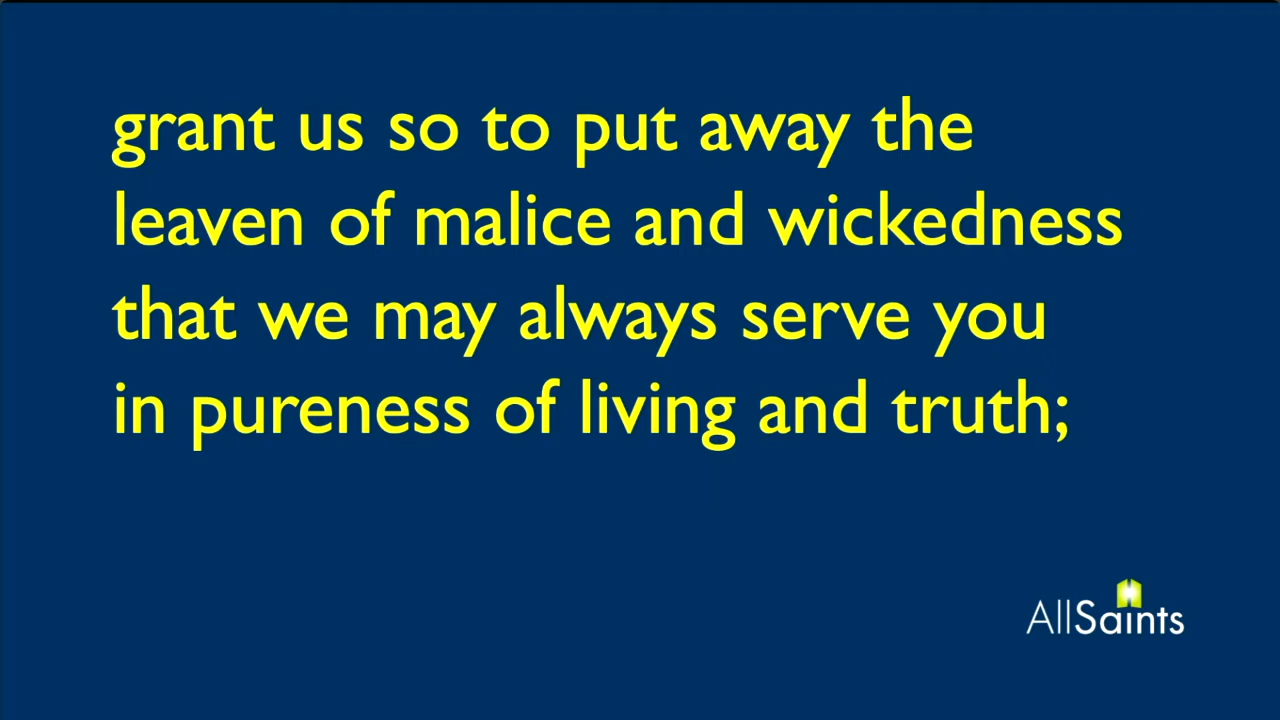 grant us so to put away the
leaven of malice and wickedness
that we may always serve you
in pureness of living and truth;
AllSaints